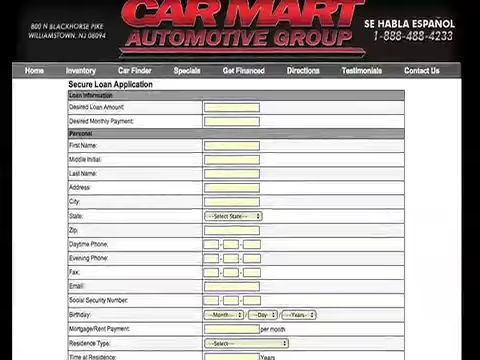 CAR MART
AUTOMOTIVE GROUP
800 N BLACKHORSE PIKE
WILLIAMSTOWN, NJ 08094
SE HABLA ESPAÑOL
1-888-488-4233
Home Inventory Car Finder Specials Get Financed Directions Testimonials Contact Us
Secure Loan Application
Loan Information
Desired Loan Amount:
Desired Monthly Payment:
Personal
First Name:
Middle Initial:
Last Name:
Address:
City:
State: ---Select State---
Zip:
Daytime Phone: - -
Evening Phone: - -
Fax: - -
Email:
Social Security Number: - -
Birthday: ---Month--- / ---Day / ---Years---
Mortgage/Rent Payment: per month
Residence Type: ---Select---
Time at Residence: Years